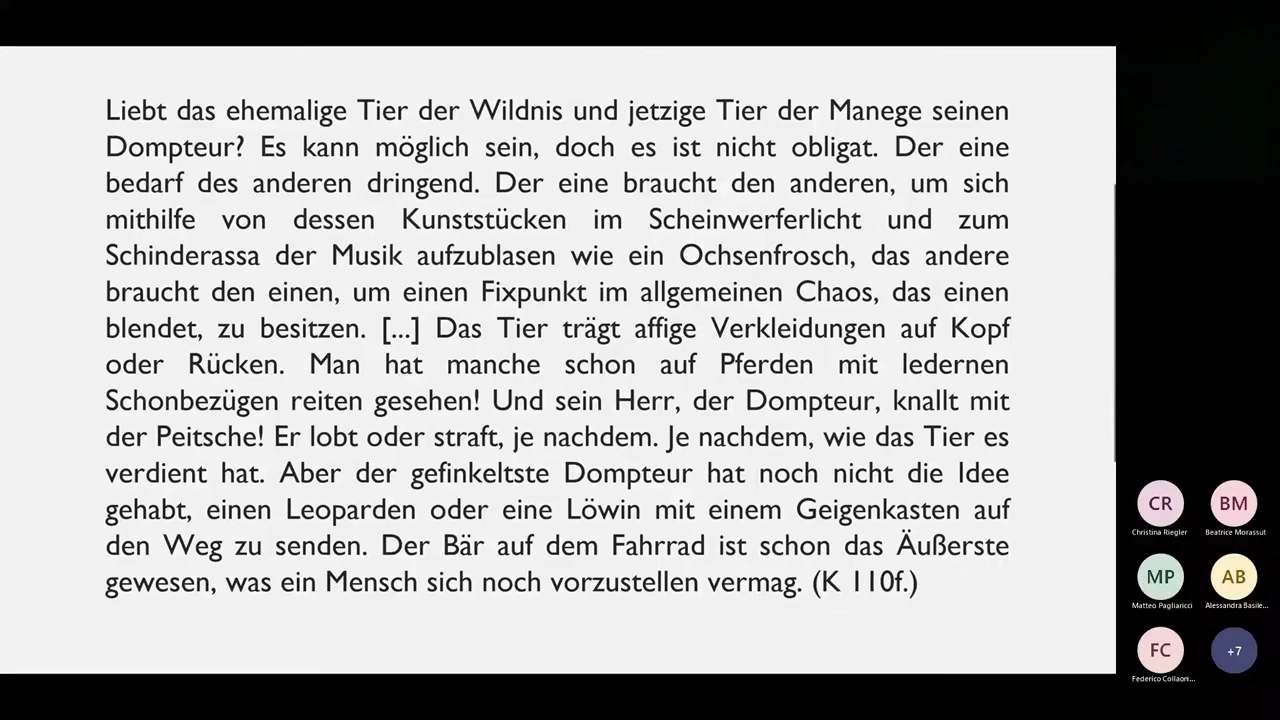 Liebt das ehemalige Tier der Wildnis und jetzige Tier der Manege seinen
Dompteur? Es kann möglich sein, doch es ist nicht obligat. Der eine
bedarf des anderen dringend. Der eine braucht den anderen, um sich
mithilfe von dessen Kunststücken im Scheinwerferlicht und zum
Schinderassa der Musik aufzublasen wie ein Ochsenfrosch, das andere
braucht den einen, um einen Fixpunkt im allgemeinen Chaos, das einen
blendet, zu besitzen. [...] Das Tier trägt affige Verkleidungen auf Kopf
oder Rücken. Man hat manche schon auf Pferden mit ledernen
Schonbezügen reiten gesehen! Und sein Herr, der Dompteur, knallt mit
der Peitsche! Er lobt oder straft, je nachdem. Je nachdem, wie das Tier es
verdient hat. Aber der gefinkeltste Dompteur hat noch nicht die Idee
gehabt, einen Leoparden oder eine Löwin mit einem Geigenkasten auf
den Weg zu senden. Der Bär auf dem Fahrrad ist schon das Äußerste
gewesen, was ein Mensch sich noch vorzustellen vermag. (K 110f.)
CR BM
Christina Riegler Beatrice Morassut
MP AB
Matteo Pagliaricci Alessandra Basile...
FC +7
Federico Collaoni...